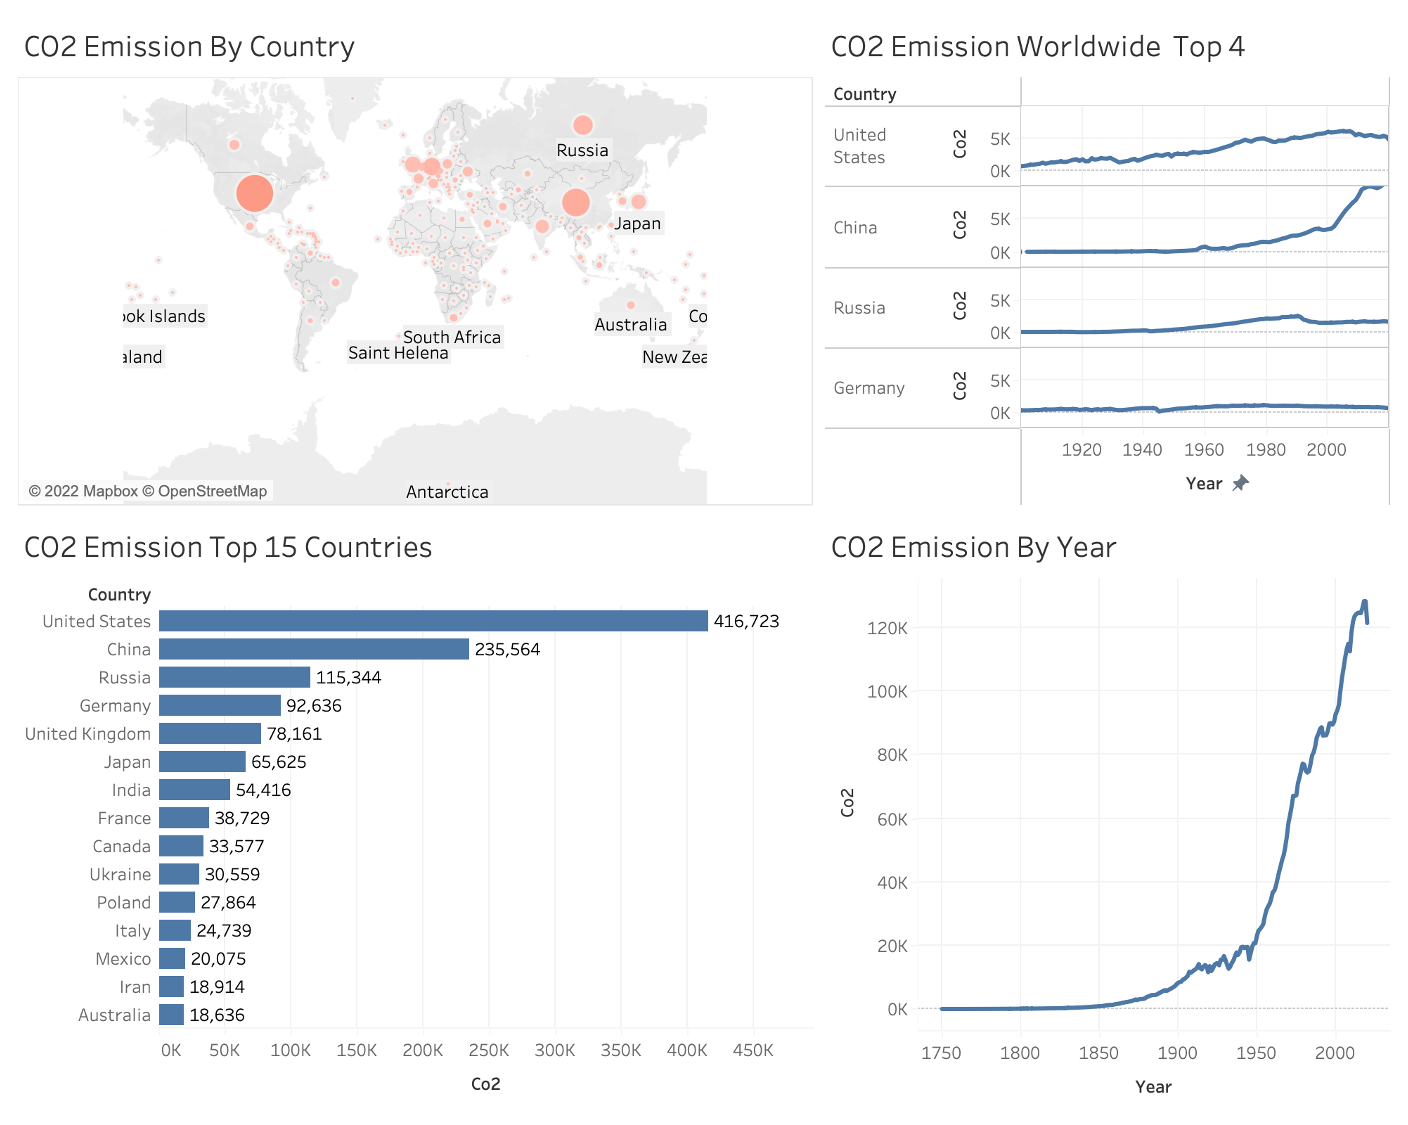 CO2 Emission By Country
Russia
Japan
ook Islands
Australia
Co
South Africa
aland
Saint Helena
New Zea
Antarctica
© 2022 Mapbox © OpenStreetMap
CO2 Emission Worldwide Top 4
Country
United
States
Co2
5K
0K
China
Co2
5K
0K
Russia
Co2
5K
0K
Germany
Co2
5K
0K
1920 1940 1960 1980 2000
Year
CO2 Emission Top 15 Countries
Country
United States 416,723
China 235,564
Russia 115,344
Germany 92,636
United Kingdom 78,161
Japan 65,625
India 54,416
France 38,729
Canada 33,577
Ukraine 30,559
Poland 27,864
Italy 24,739
Mexico 20,075
Iran 18,914
Australia 18,636
0K 50K 100K 150K 200K 250K 300K 350K 400K 450K
Co2
CO2 Emission By Year
120K
100K
80K
Co2
60K
40K
20K
0K
1750 1800 1850 1900 1950 2000
Year